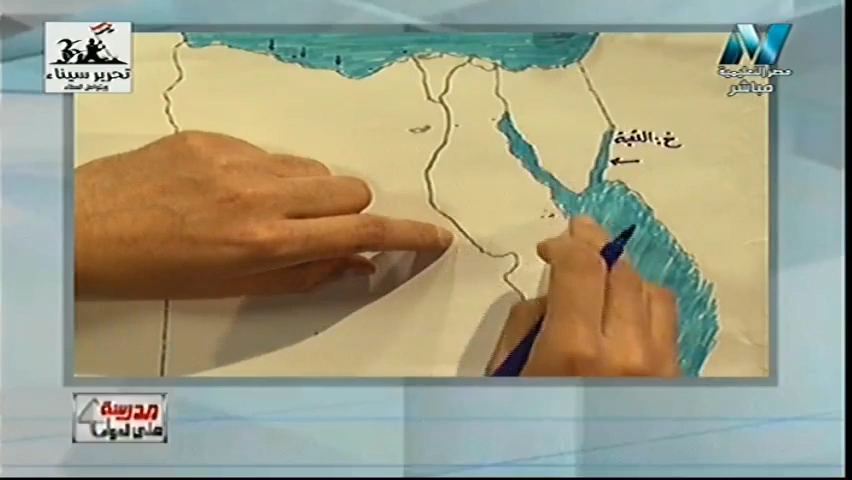 تحرير سيناء
مصر التعليمية
مباشر
خ. العقبة
مدرسة
على الهواء